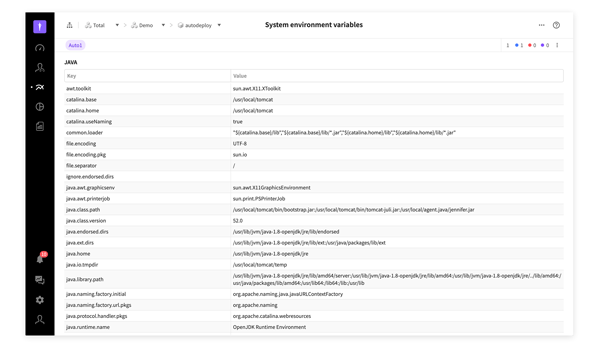 Total Demo autodeploy System environment variables
Auto1 1 1 0 0
JAVA
Key Value
awt.toolkit sun.awt.X11.XToolkit
catalina.base /usr/local/tomcat
catalina.home /usr/local/tomcat
catalina.useNaming true
common.loader "${catalina.base}/lib","${catalina.base}/lib/*.jar","${catalina.home}/lib","${catalina.home}/lib/*.jar"
file.encoding UTF-8
file.encoding.pkg sun.io
file.separator /
ignore.endorsed.dirs
java.awt.graphicsenv sun.awt.X11GraphicsEnvironment
java.awt.printerjob sun.print.PSPrinterJob
java.class.path /usr/local/tomcat/bin/bootstrap.jar:/usr/local/tomcat/bin/tomcat-juli.jar:/usr/local/agent.java/jennifer.jar
java.class.version 52.0
java.endorsed.dirs /usr/lib/jvm/java-1.8-openjdk/jre/lib/endorsed
java.ext.dirs /usr/lib/jvm/java-1.8-openjdk/jre/lib/ext:/usr/java/packages/lib/ext
java.home /usr/lib/jvm/java-1.8-openjdk/jre
java.io.tmpdir /usr/local/tomcat/temp
java.library.path /usr/lib/jvm/java-1.8-openjdk/jre/lib/amd64/server:/usr/lib/jvm/java-1.8-openjdk/jre/lib/amd64:/usr/lib/jvm/java-1.8-openjdk/jre/../lib/amd64:/
usr/java/packages/lib/amd64:/usr/lib64:/lib64:/lib:/usr/lib
java.naming.factory.initial org.apache.naming.java.javaURLContextFactory
java.naming.factory.url.pkgs org.apache.naming
java.protocol.handler.pkgs org.apache.catalina.webresources
java.runtime.name OpenJDK Runtime Environment